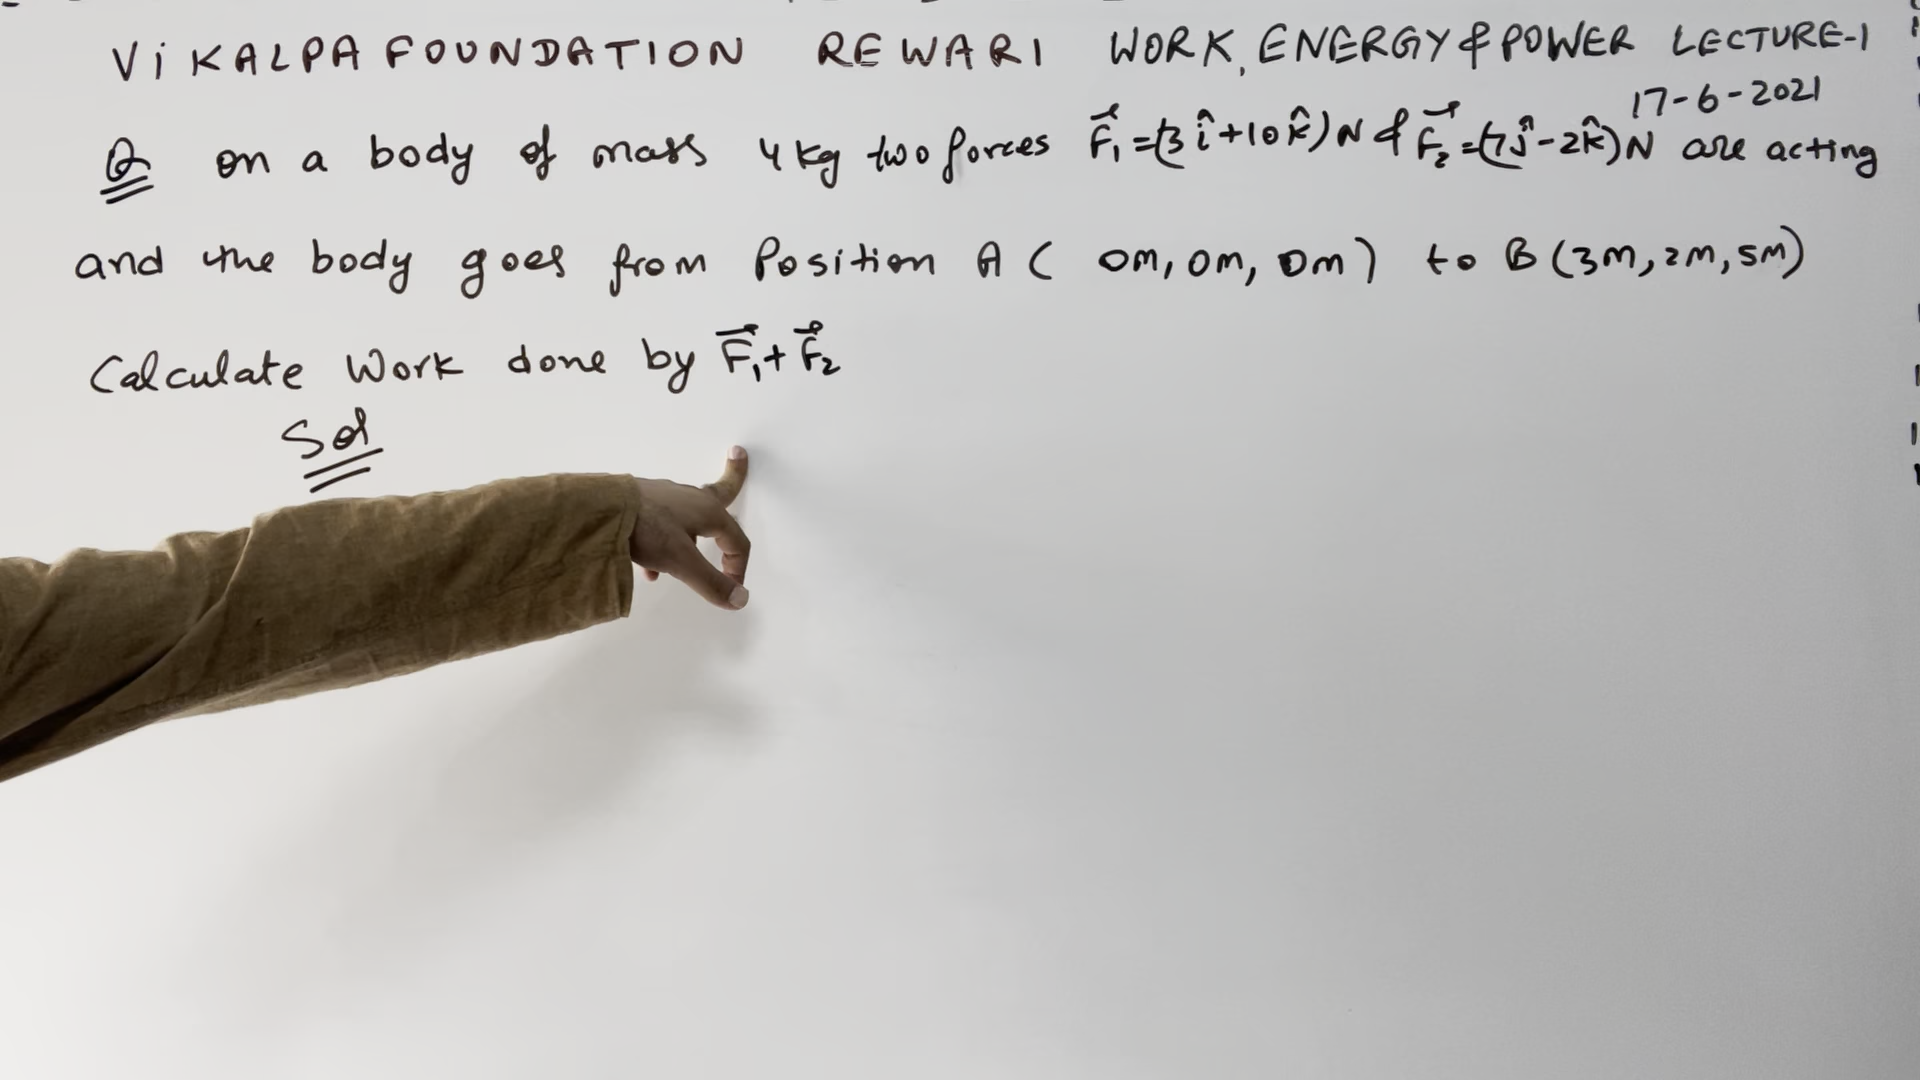 ViKALPA FOUNDATION REWARI WORK, ENERGY & POWER LECTURE-1
17-6-2021
Q on a body of mass 4 kg two forces F⃗₁=(3î+10k̂)N & F⃗₂=(7ĵ-2k̂)N are acting
and the body goes from Position A ( 0m, 0m, 0m) to B (3m, 2m, 5m)
Calculate Work done by F⃗₁+F⃗₂
Sol